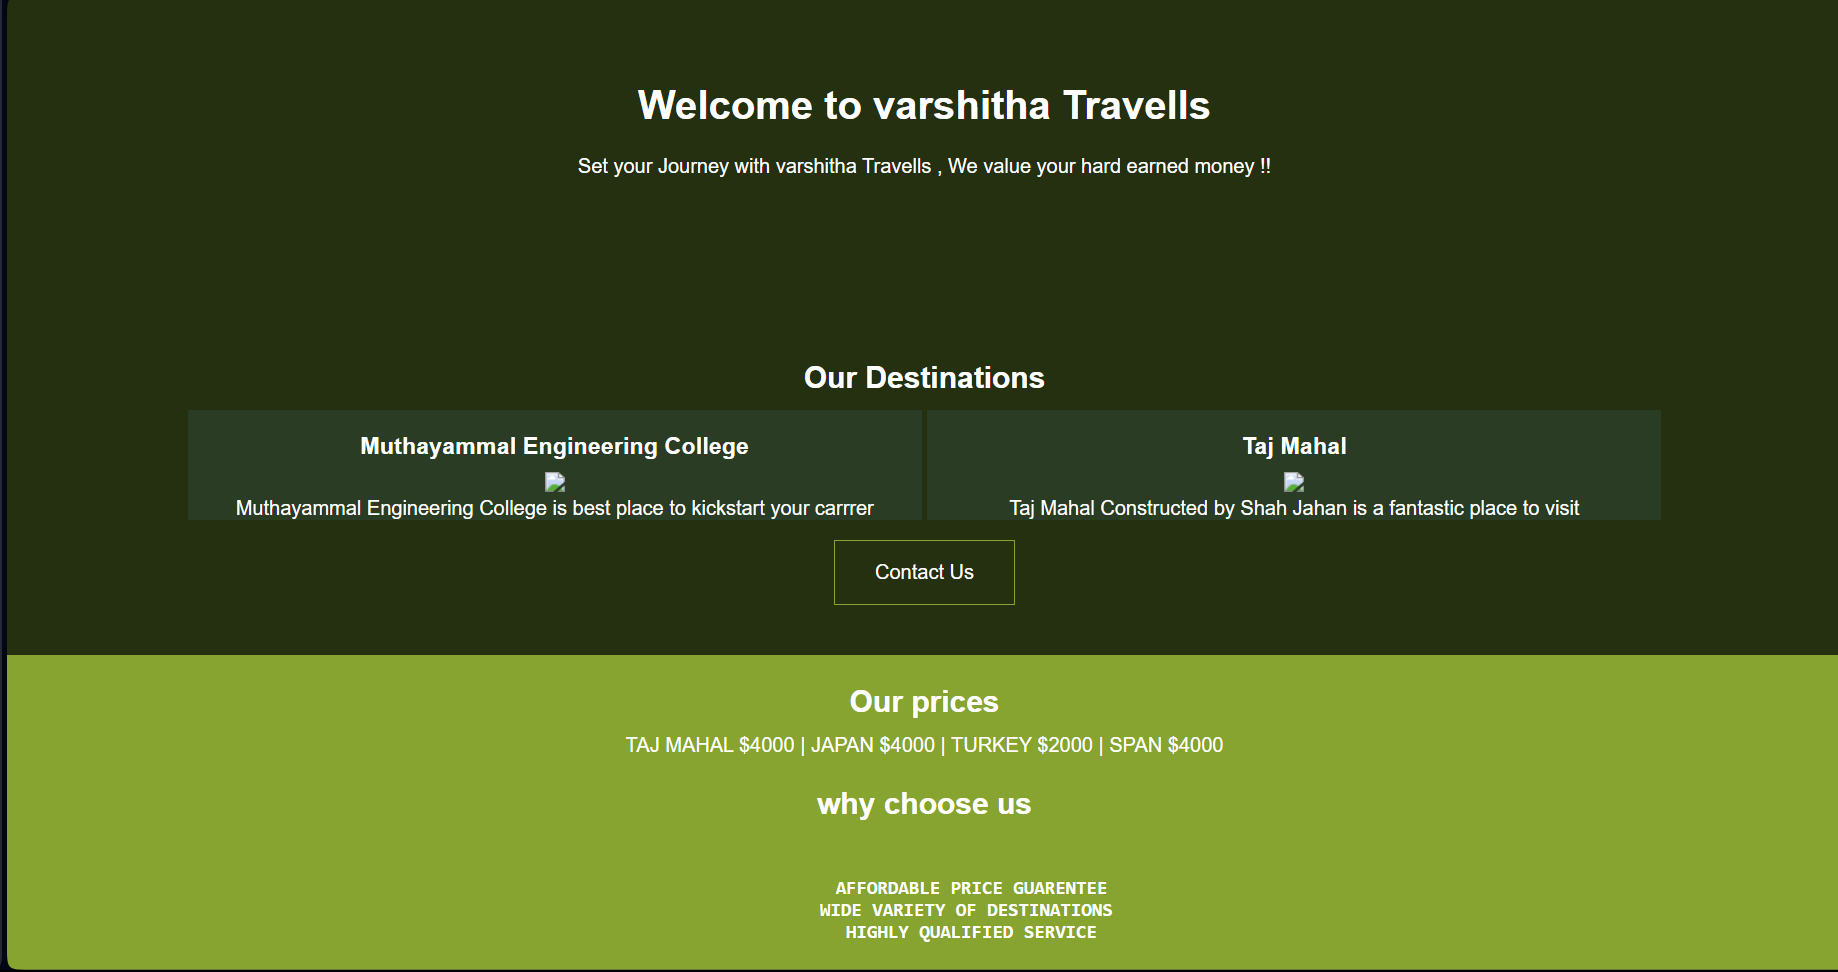 Welcome to varshitha Travells
Set your Journey with varshitha Travells , We value your hard earned money !!
Our Destinations
Muthayammal Engineering College
Muthayammal Engineering College is best place to kickstart your carrrer
Taj Mahal
Taj Mahal Constructed by Shah Jahan is a fantastic place to visit
Contact Us
Our prices
TAJ MAHAL $4000 | JAPAN $4000 | TURKEY $2000 | SPAN $4000
why choose us
AFFORDABLE PRICE GUARENTEE
WIDE VARIETY OF DESTINATIONS
HIGHLY QUALIFIED SERVICE